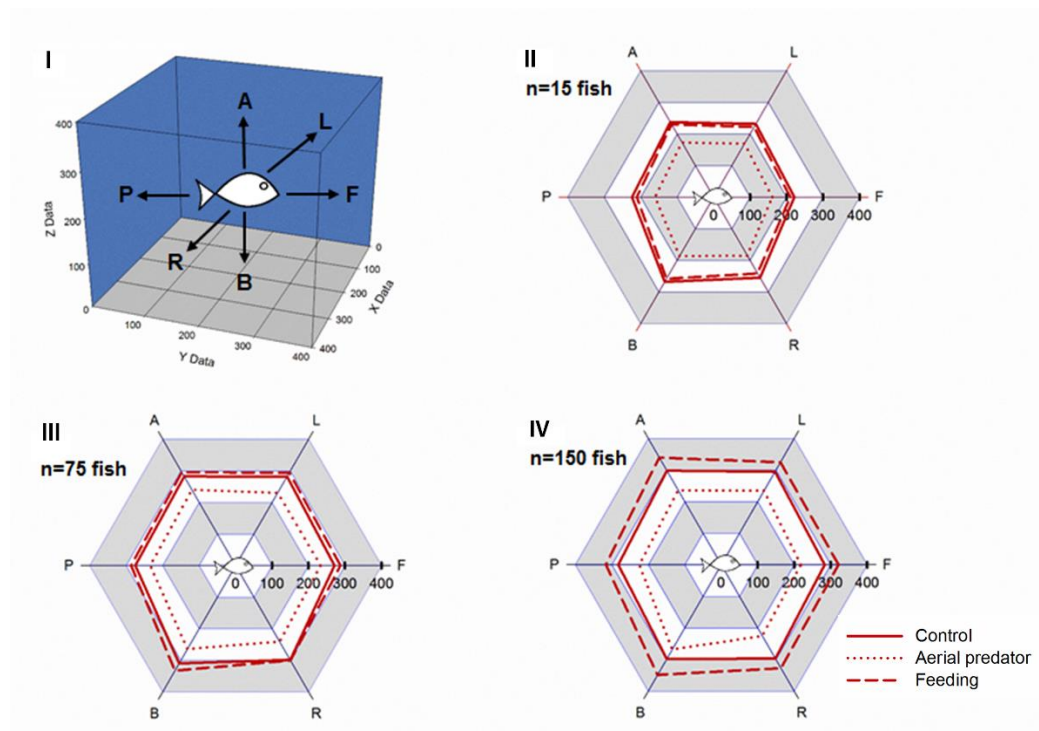 I
A
L
P
F
R
B
400
300
200
100
0
Z Data
100
200
300
400
Y Data
0
100
200
300
400
X Data
II
n=15 fish
A
L
P
F
B
R
0 100 200 300 400
III
n=75 fish
A
L
P
F
B
R
0 100 200 300 400
IV
n=150 fish
A
L
P
F
B
R
0 100 200 300 400
Control
Aerial predator
Feeding